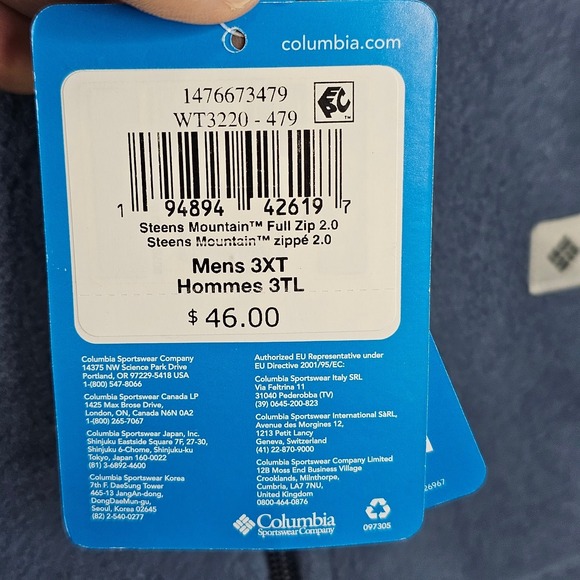 columbia.com
1476673479
WT3220 - 479
1 94894 42619 7
Steens Mountain™ Full Zip 2.0
Steens Mountain™ zippé 2.0
Mens 3XT
Hommes 3TL
$ 46.00
Columbia Sportswear Company
14375 NW Science Park Drive
Portland, OR 97229-5418 USA
1-(800) 547-8066
Columbia Sportswear Canada LP
1425 Max Brose Drive,
London, ON, Canada N6N 0A2
1-(800) 265-7067
Columbia Sportswear Japan, Inc.
Shinjuku Eastside Square 7F, 27-30,
Shinjuku 6-Chome, Shinjuku-ku
Tokyo, Japan 160-0022
(81) 3-6892-4600
Columbia Sportswear Korea
7th F. DaeSung Tower
465-13 JangAn-dong,
DongDaeMun-gu,
Seoul, Korea 02645
(82) 2-540-0277
Authorized EU Representative under
EU Directive 2001/95/EC:
Columbia Sportswear Italy SRL
Via Feltrina 11
31040 Pederobba (TV)
(39) 0645-200-823
Columbia Sportswear International SàRL,
Avenue des Morgines 12,
1213 Petit Lancy
Geneva, Switzerland
(41) 22-870-9000
Columbia Sportswear Company Limited
12B Moss End Business Village
Crooklands, Milnthorpe,
Cumbria, LA7 7NU,
United Kingdom
0800-464-0876
Columbia
Sportswear Company
097305
26967